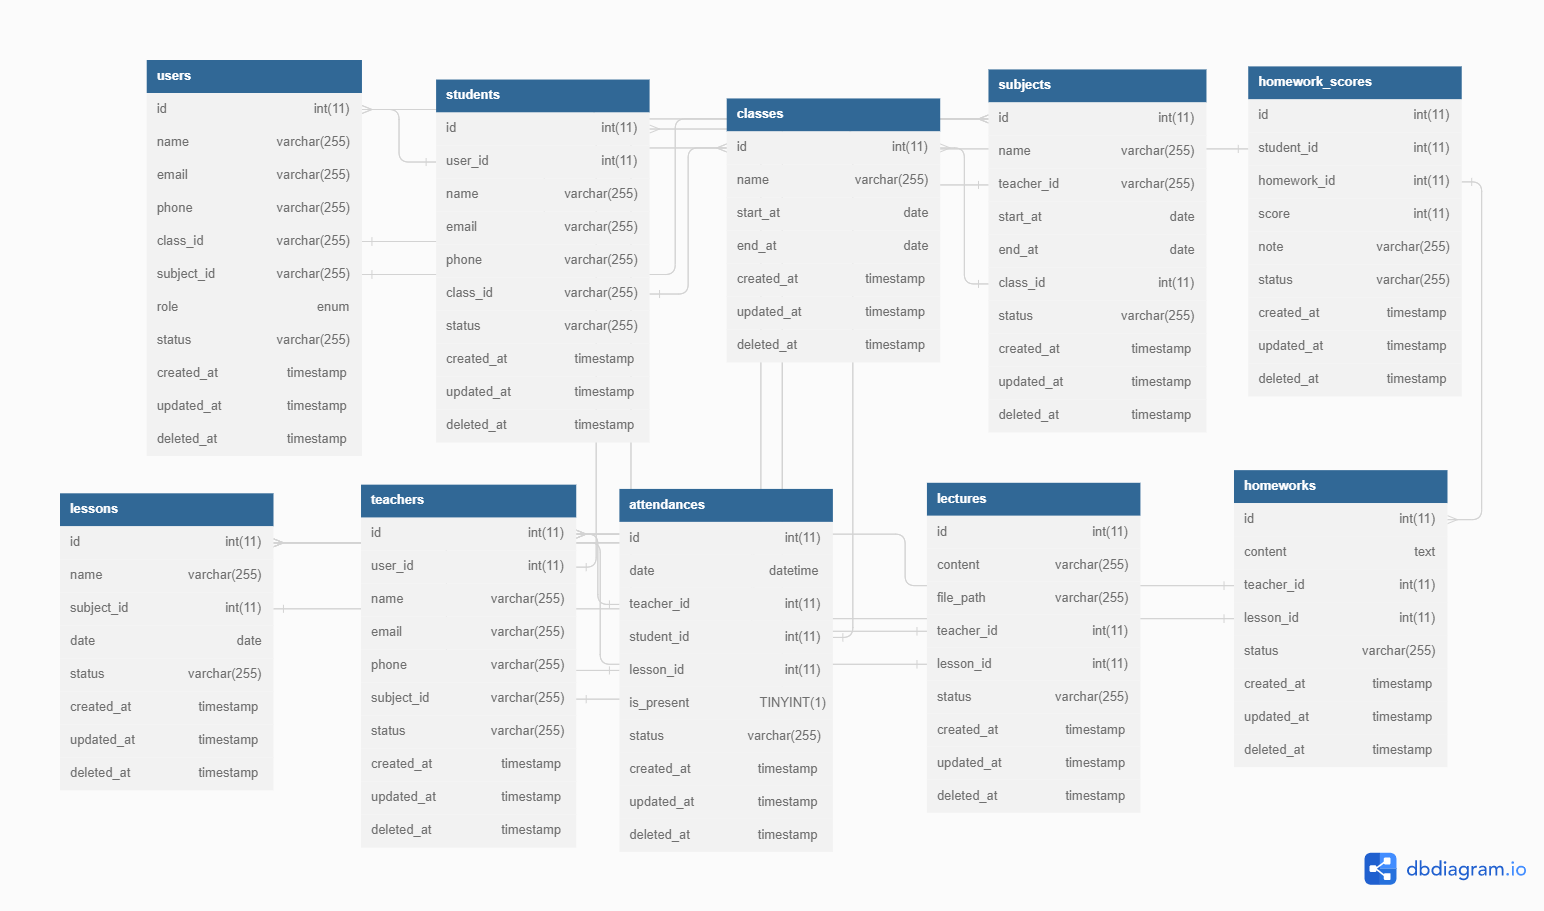 users
id int(11)
name varchar(255)
email varchar(255)
phone varchar(255)
class_id varchar(255)
subject_id varchar(255)
role enum
status varchar(255)
created_at timestamp
updated_at timestamp
deleted_at timestamp
students
id int(11)
user_id int(11)
name varchar(255)
email varchar(255)
phone varchar(255)
class_id varchar(255)
status varchar(255)
created_at timestamp
updated_at timestamp
deleted_at timestamp
classes
id int(11)
name varchar(255)
start_at date
end_at date
created_at timestamp
updated_at timestamp
deleted_at timestamp
subjects
id int(11)
name varchar(255)
teacher_id varchar(255)
start_at date
end_at date
class_id int(11)
status varchar(255)
created_at timestamp
updated_at timestamp
deleted_at timestamp
homework_scores
id int(11)
student_id int(11)
homework_id int(11)
score int(11)
note varchar(255)
status varchar(255)
created_at timestamp
updated_at timestamp
deleted_at timestamp
lessons
id int(11)
name varchar(255)
subject_id int(11)
date date
status varchar(255)
created_at timestamp
updated_at timestamp
deleted_at timestamp
teachers
id int(11)
user_id int(11)
name varchar(255)
email varchar(255)
phone varchar(255)
subject_id varchar(255)
status varchar(255)
created_at timestamp
updated_at timestamp
deleted_at timestamp
attendances
id int(11)
date datetime
teacher_id int(11)
student_id int(11)
lesson_id int(11)
is_present TINYINT(1)
status varchar(255)
created_at timestamp
updated_at timestamp
deleted_at timestamp
lectures
id int(11)
content varchar(255)
file_path varchar(255)
teacher_id int(11)
lesson_id int(11)
status varchar(255)
created_at timestamp
updated_at timestamp
deleted_at timestamp
homeworks
id int(11)
content text
teacher_id int(11)
lesson_id int(11)
status varchar(255)
created_at timestamp
updated_at timestamp
deleted_at timestamp
dbdiagram.io